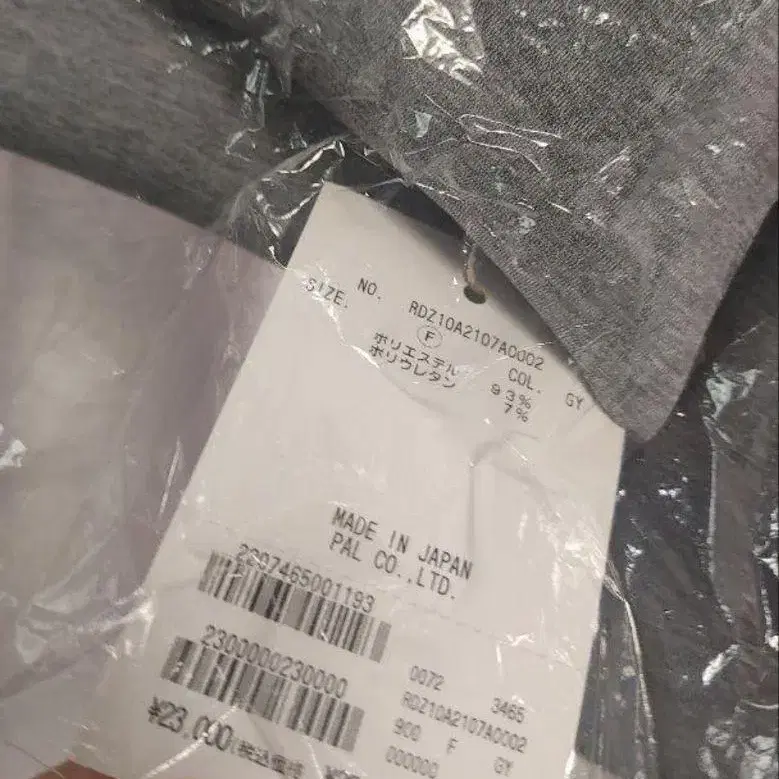 NO. RDZ10A2107A0002
SIZE. Ⓕ COL. GY
ポリエステル 93%
ポリウレタン 7%
MADE IN JAPAN
PAL CO.,LTD.
2207465001193
2300000230000
0072 3465
RDZ10A2107A0002
900 F GY
000000
¥23,000